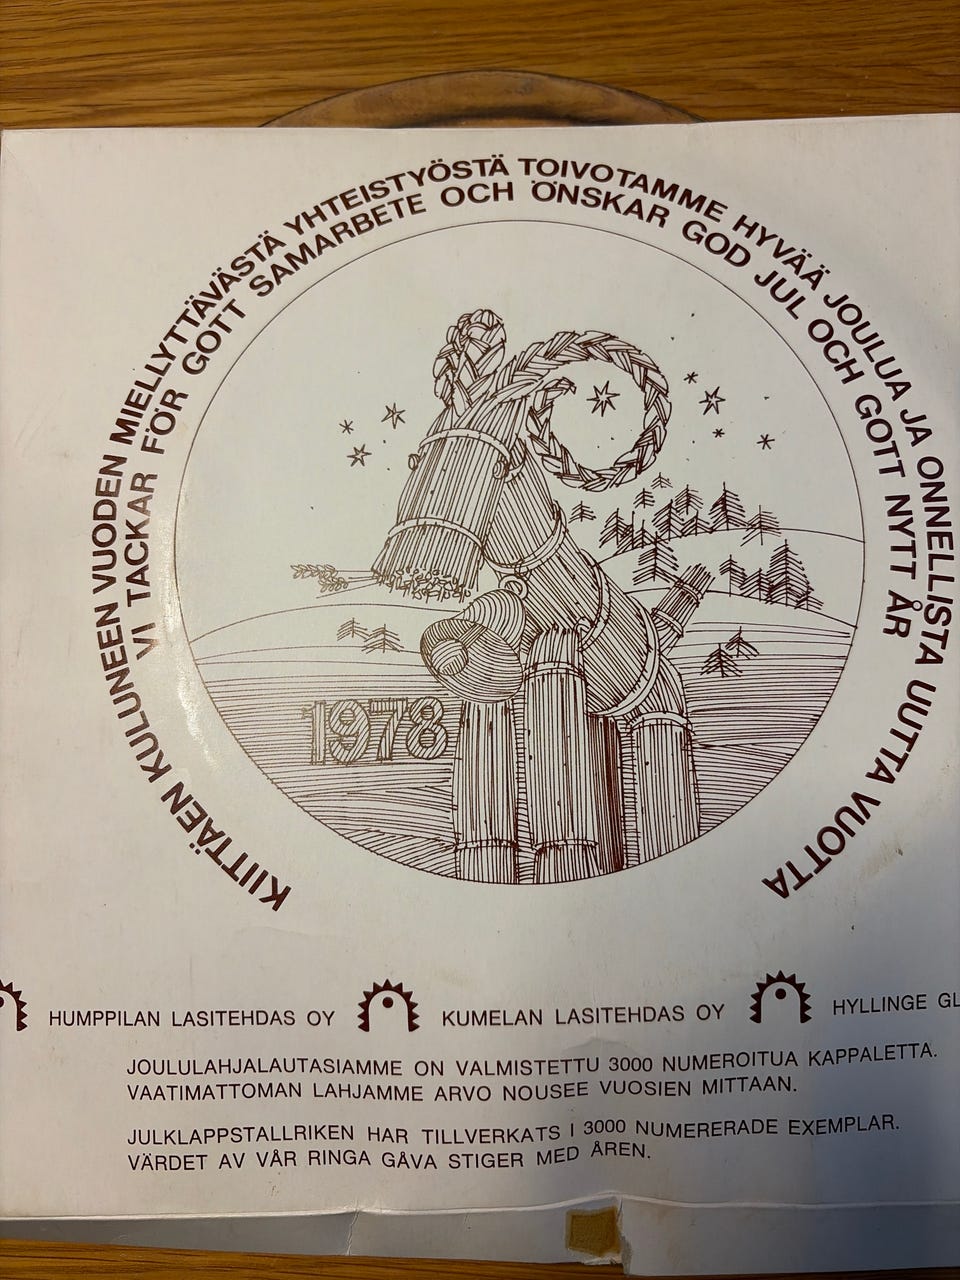 KIITTÄEN KULUNEEN VUODEN MIELLYTTÄVÄSTÄ YHTEISTYÖSTÄ TOIVOTAMME HYVÄÄ JOULUA JA ONNELLISTA UUTTA VUOTTA
VI TACKAR FÖR GOTT SAMARBETE OCH ÖNSKAR GOD JUL OCH GOTT NYTT ÅR
1978
HUMPPILAN LASITEHDAS OY KUMELAN LASITEHDAS OY HYLLINGE GL
JOULULAHJALAUTASIAMME ON VALMISTETTU 3000 NUMEROITUA KAPPALETTA.
VAATIMATTOMAN LAHJAMME ARVO NOUSEE VUOSIEN MITTAAN.
JULKLAPPSTALLRIKEN HAR TILLVERKATS I 3000 NUMERERADE EXEMPLAR.
VÄRDET AV VÅR RINGA GÅVA STIGER MED ÅREN.